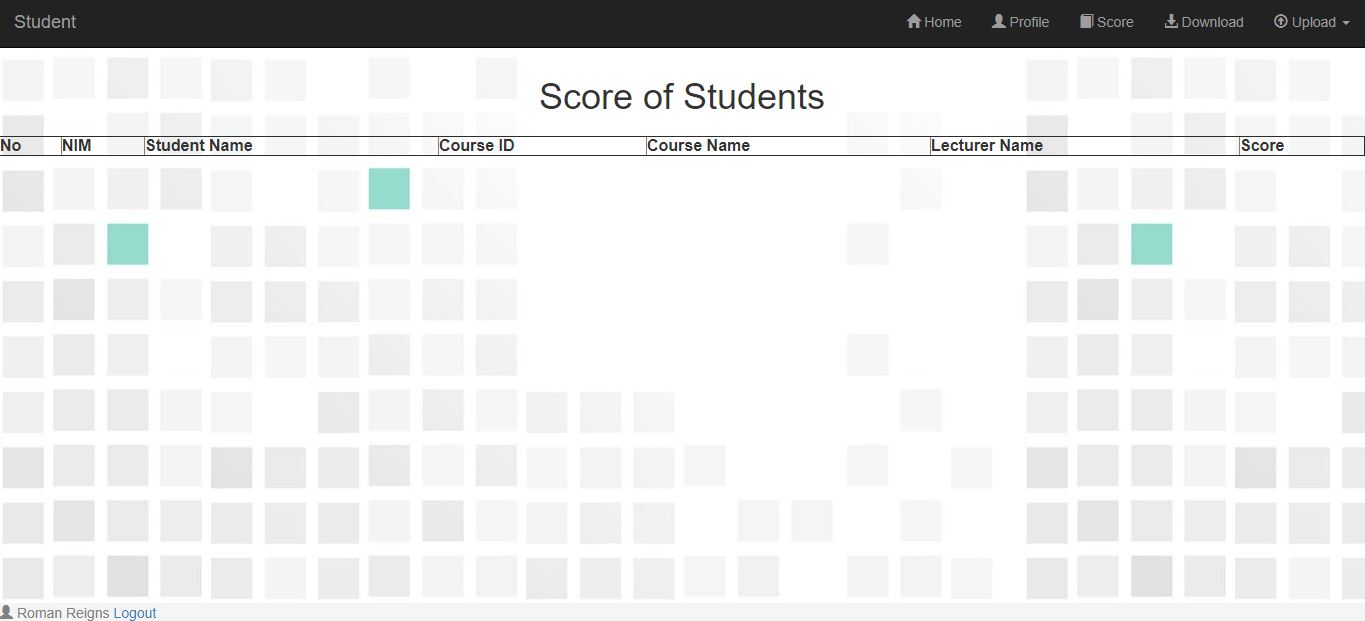 Student Home Profile Score Download Upload
Score of Students
No NIM Student Name Course ID Course Name Lecturer Name Score
Roman Reigns Logout